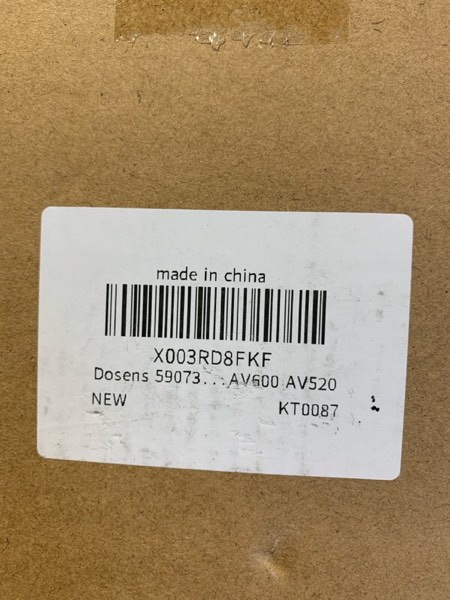 made in china
X003RD8FKF
Dosens 59073...AV600 AV520
NEW KT0087